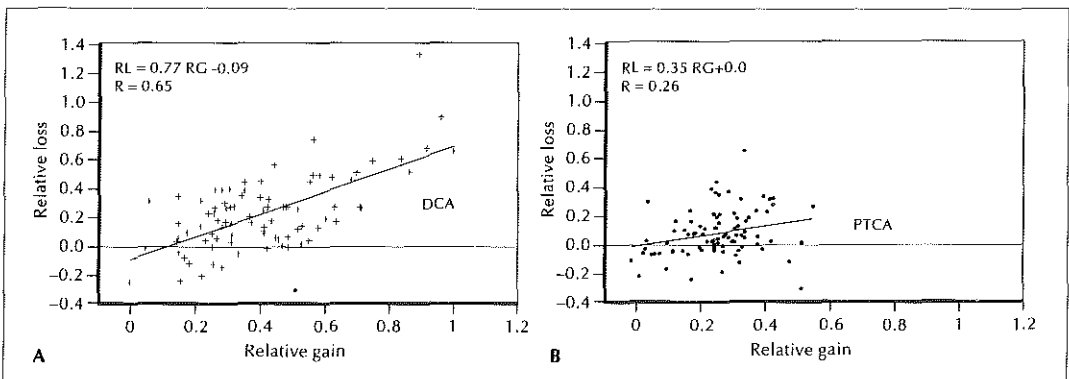 1.4
1.2
1.0
0.8
0.6
0.4
0.2
0.0
−0.2
−0.4
Relative loss
RL = 0.77 RG −0.09
R = 0.65
DCA
0 0.2 0.4 0.6 0.8 1 1.2
Relative gain
A
1.4
1.2
1.0
0.8
0.6
0.4
0.2
0.0
−0.2
−0.4
Relative loss
RL = 0.35 RG+0.0
R = 0.26
PTCA
0 0.2 0.4 0.6 0.8 1 1.2
Relative gain
B